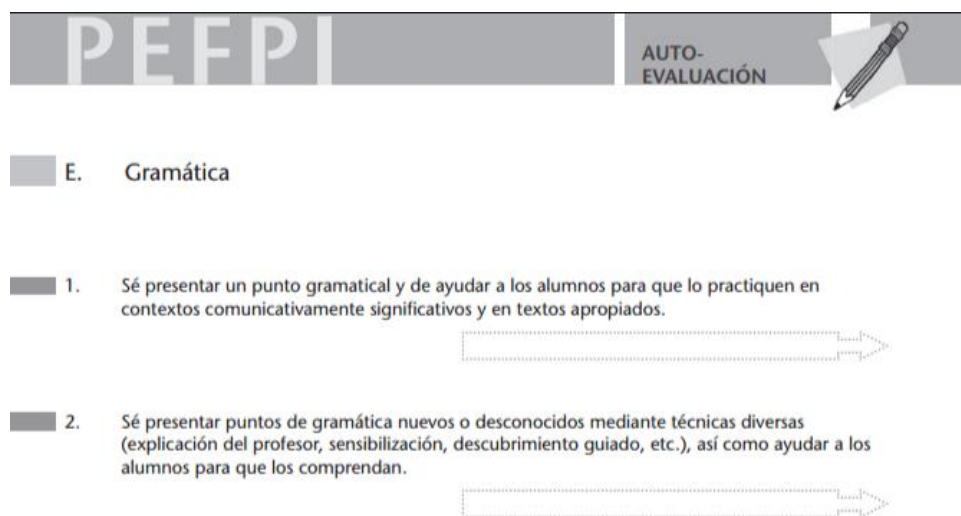 PEFPI
AUTO-
EVALUACIÓN
E. Gramática
1. Sé presentar un punto gramatical y de ayudar a los alumnos para que lo practiquen en
contextos comunicativamente significativos y en textos apropiados.
2. Sé presentar puntos de gramática nuevos o desconocidos mediante técnicas diversas
(explicación del profesor, sensibilización, descubrimiento guiado, etc.), así como ayudar a los
alumnos para que los comprendan.